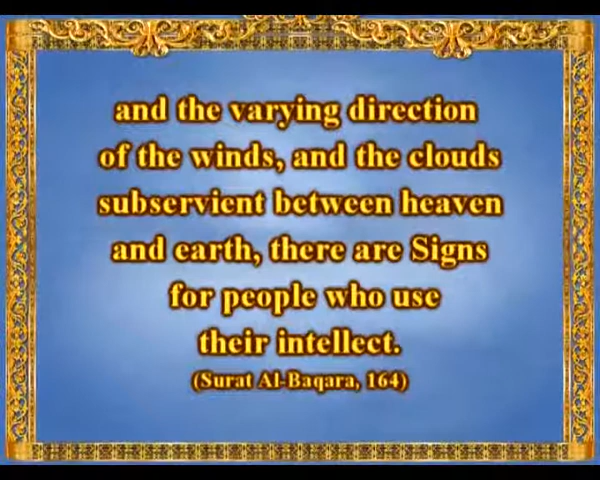 and the varying direction
of the winds, and the clouds
subservient between heaven
and earth, there are Signs
for people who use
their intellect.
(Surat Al-Baqara, 164)